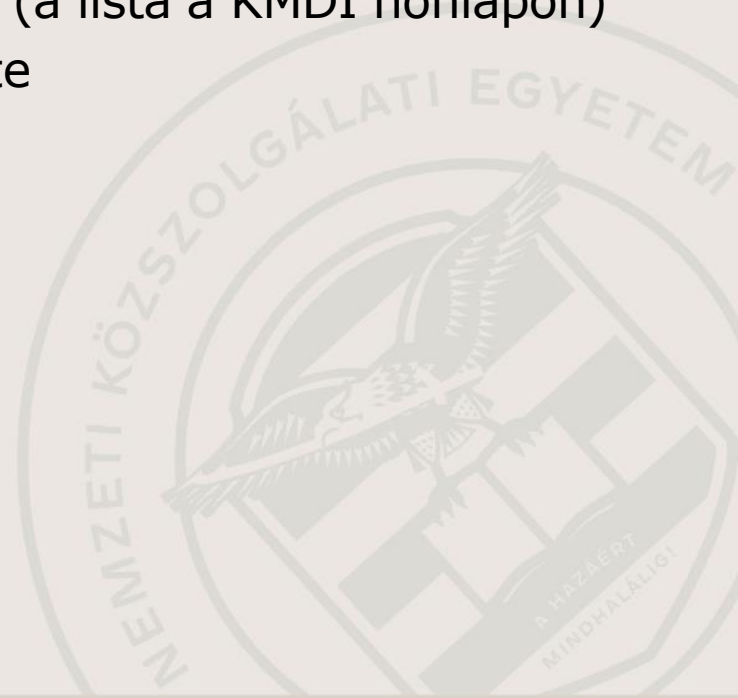 (a lista a KMDI honlapon)
te
NEMZETI KÖZSZOLGÁLATI EGYETEM
A HAZÁÉRT
MINDHALÁLIG!